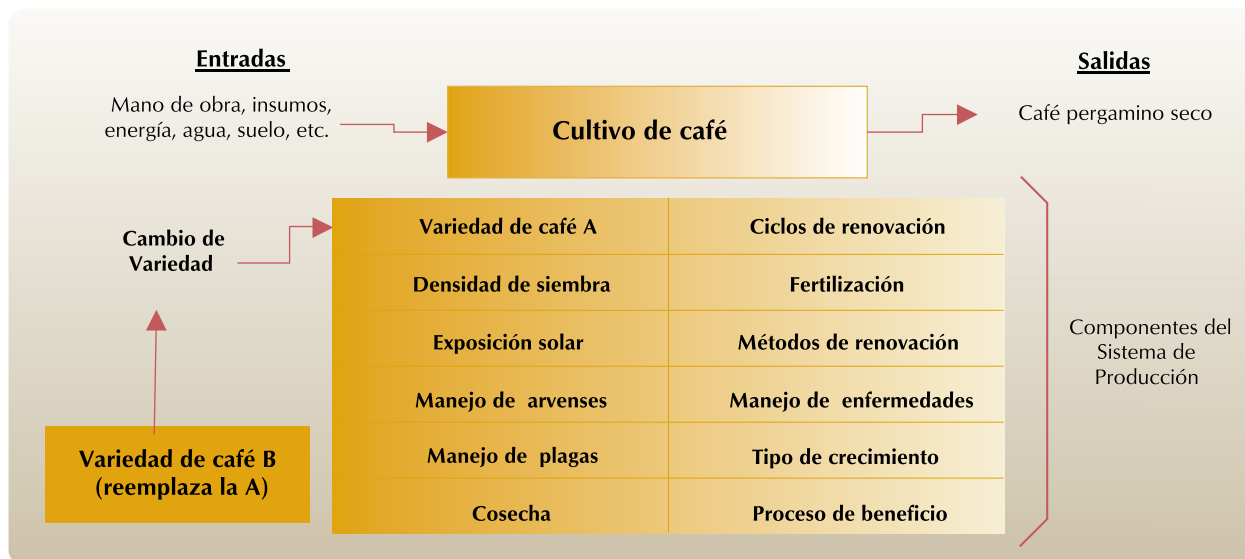 Entradas
Mano de obra, insumos,
energía, agua, suelo, etc.
Cultivo de café
Salidas
Café pergamino seco
Cambio de
Variedad
Variedad de café B
(reemplaza la A)
Variedad de café A
Ciclos de renovación
Densidad de siembra
Fertilización
Exposición solar
Métodos de renovación
Manejo de arvenses
Manejo de enfermedades
Manejo de plagas
Tipo de crecimiento
Cosecha
Proceso de beneficio
Componentes del
Sistema de
Producción